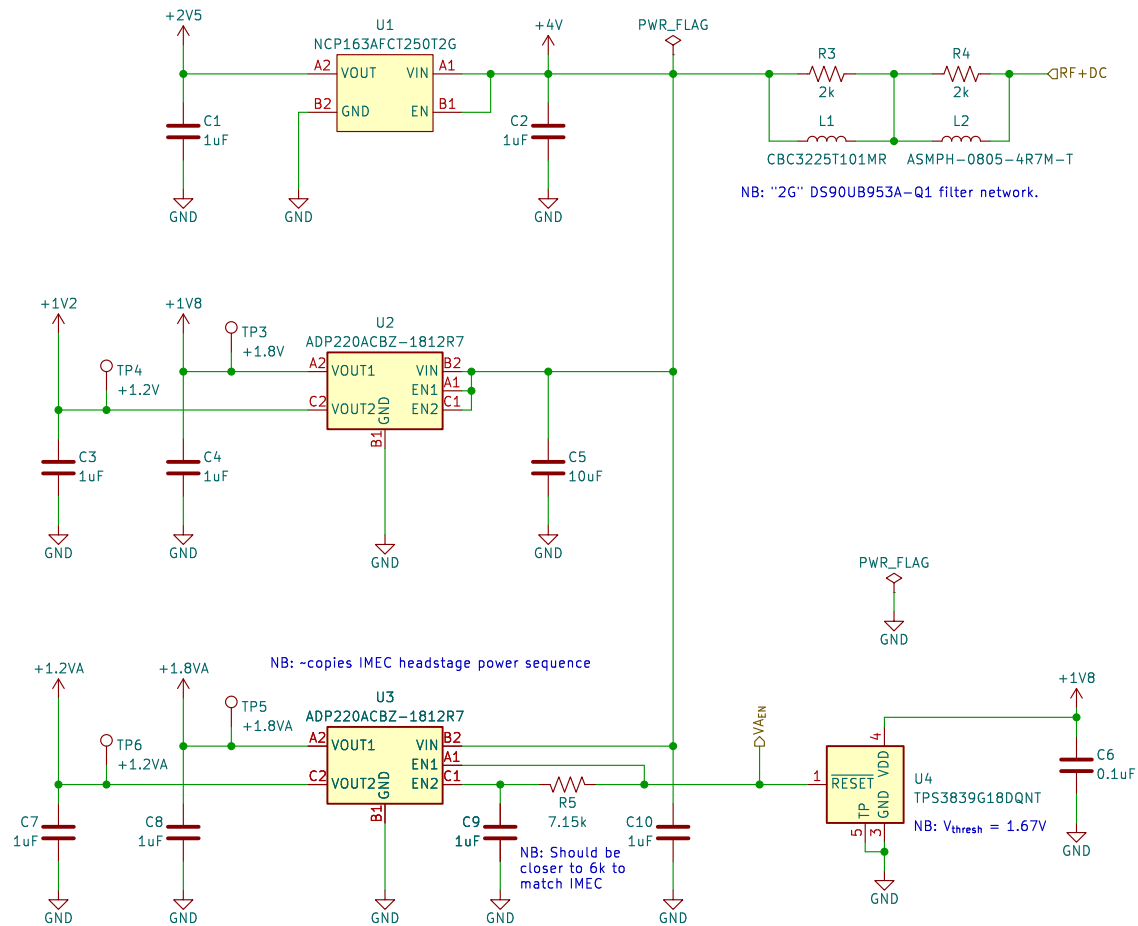 +2V5
U1
NCP163AFCT250T2G
A2 VOUT VIN A1
B2 GND EN B1
+4V
PWR_FLAG
R3
2k
R4
2k
RF+DC
C1
1uF
C2
1uF
L1
CBC3225T101MR
L2
ASMPH-0805-4R7M-T
GND
GND
GND
NB: "2G" DS90UB953A-Q1 filter network.
+1V2
+1V8
TP3
+1.8V
TP4
+1.2V
U2
ADP220ACBZ-1812R7
A2 VOUT1 VIN B2
EN1 A1
C2 VOUT2 EN2 C1
GND
B1
C3
1uF
C4
1uF
C5
10uF
GND
GND
GND
GND
PWR_FLAG
GND
NB: ~copies IMEC headstage power sequence
+1.2VA
+1.8VA
TP5
+1.8VA
TP6
+1.2VA
U3
ADP220ACBZ-1812R7
A2 VOUT1 VIN B2
EN1 A1
C2 VOUT2 EN2 C1
GND
B1
R5
7.15k
VAEN
+1V8
4
VDD
1 RESET
GND
TP
5 3
U4
TPS3839G18DQNT
NB: Vthresh = 1.67V
C6
0.1uF
C7
1uF
C8
1uF
C9
1uF
C10
1uF
NB: Should be
closer to 6k to
match IMEC
GND
GND
GND
GND
GND
GND
GND